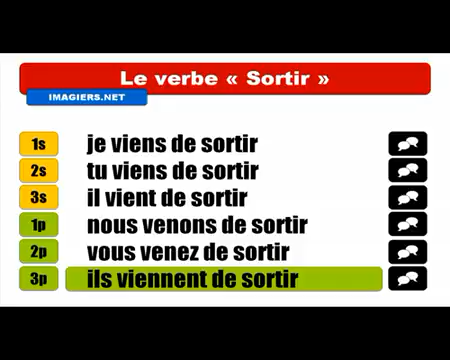 Le verbe « Sortir »
IMAGIERS.NET
1s je viens de sortir
2s tu viens de sortir
3s il vient de sortir
1p nous venons de sortir
2p vous venez de sortir
3p ils viennent de sortir